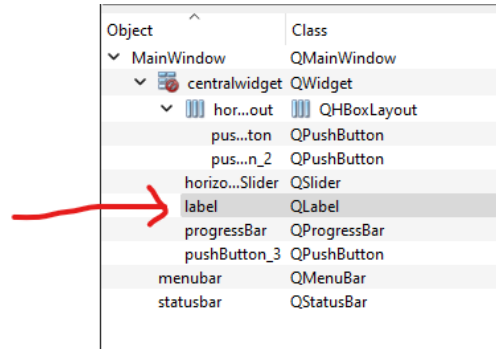 Object Class
MainWindow QMainWindow
centralwidget QWidget
hor...out QHBoxLayout
pus...ton QPushButton
pus...n_2 QPushButton
horizo...Slider QSlider
label QLabel
progressBar QProgressBar
pushButton_3 QPushButton
menubar QMenuBar
statusbar QStatusBar